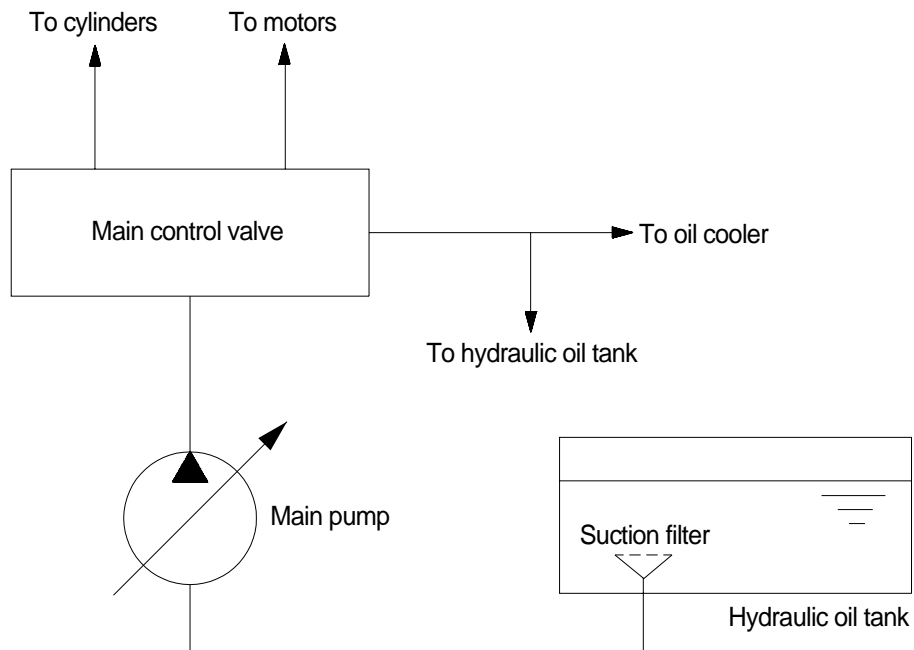 To cylinders
To motors
Main control valve
To oil cooler
To hydraulic oil tank
Main pump
Suction filter
Hydraulic oil tank